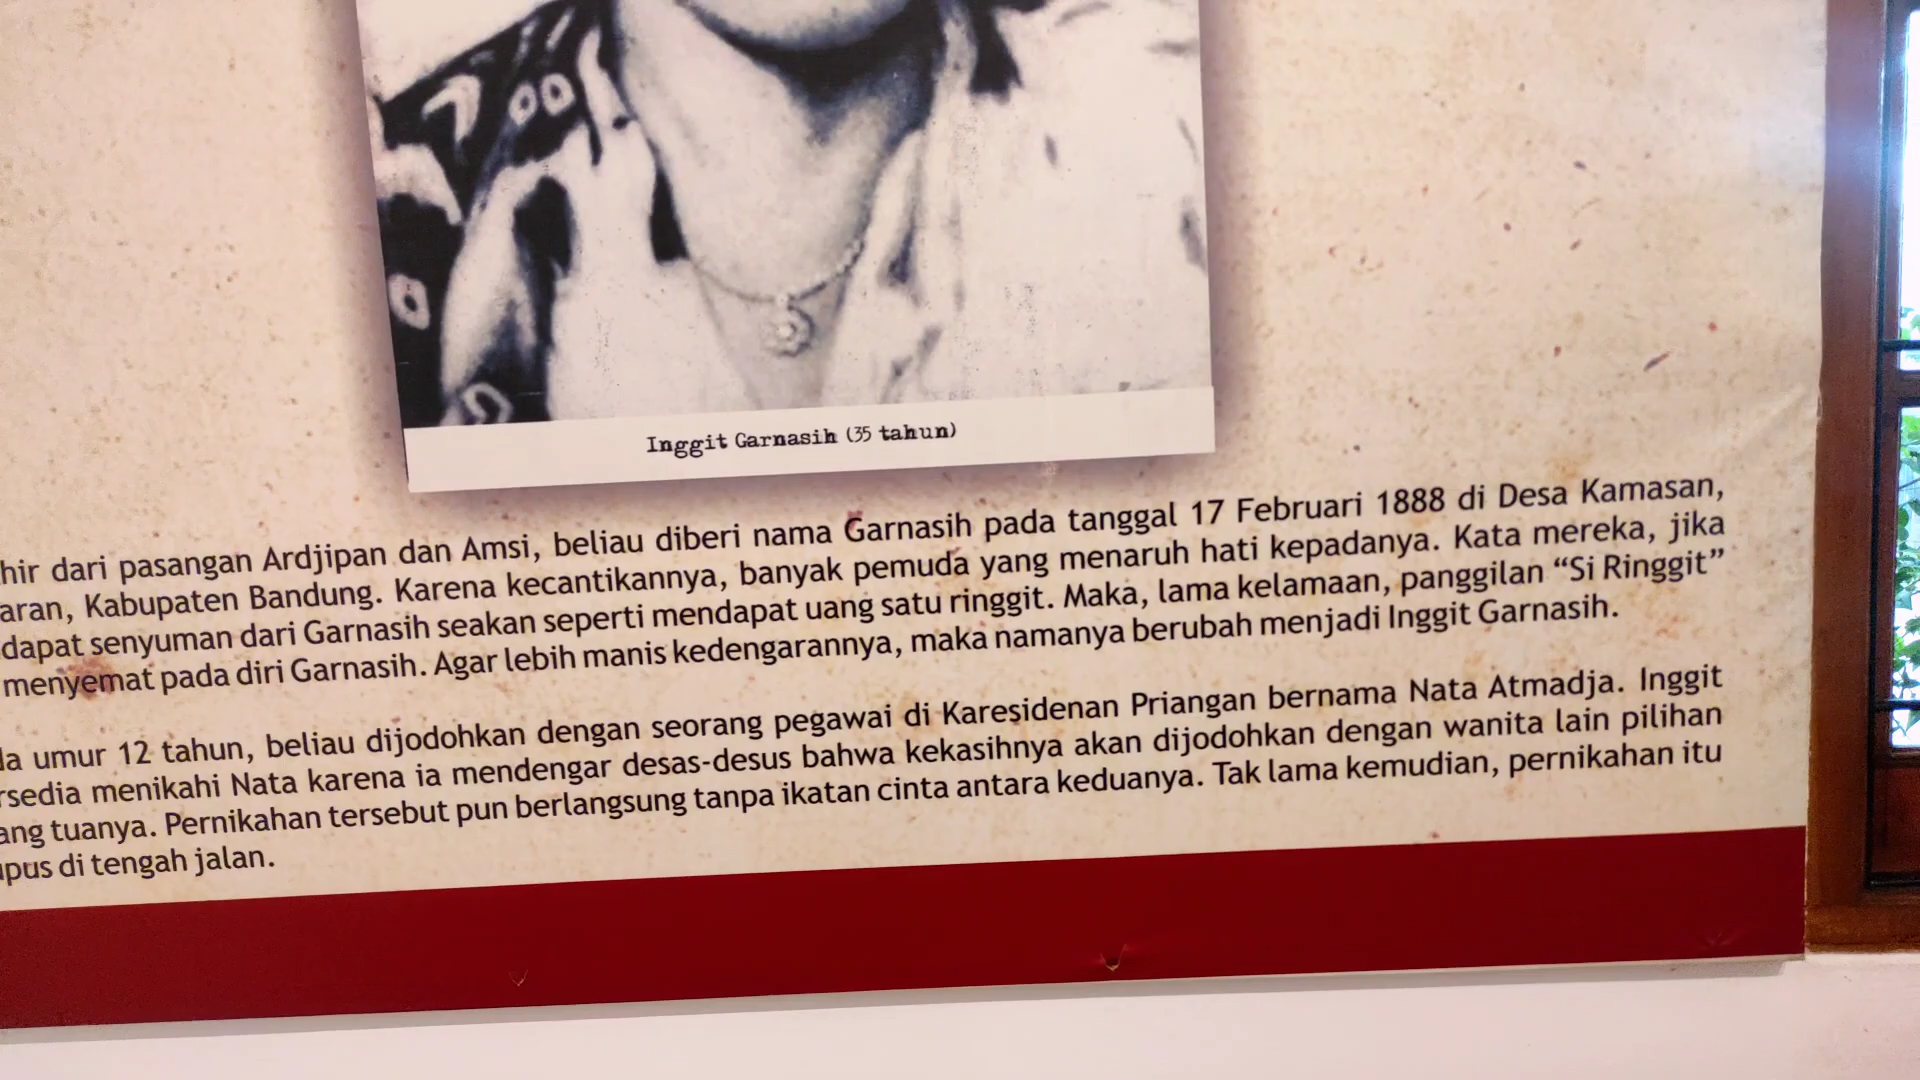 Inggit Garnasih (35 tahun)
hir dari pasangan Ardjipan dan Amsi, beliau diberi nama Garnasih pada tanggal 17 Februari 1888 di Desa Kamasan,
aran, Kabupaten Bandung. Karena kecantikannya, banyak pemuda yang menaruh hati kepadanya. Kata mereka, jika
dapat senyuman dari Garnasih seakan seperti mendapat uang satu ringgit. Maka, lama kelamaan, panggilan “Si Ringgit”
menyemat pada diri Garnasih. Agar lebih manis kedengarannya, maka namanya berubah menjadi Inggit Garnasih.
da umur 12 tahun, beliau dijodohkan dengan seorang pegawai di Karesidenan Priangan bernama Nata Atmadja. Inggit
rsedia menikahi Nata karena ia mendengar desas-desus bahwa kekasihnya akan dijodohkan dengan wanita lain pilihan
ang tuanya. Pernikahan tersebut pun berlangsung tanpa ikatan cinta antara keduanya. Tak lama kemudian, pernikahan itu
pus di tengah jalan.